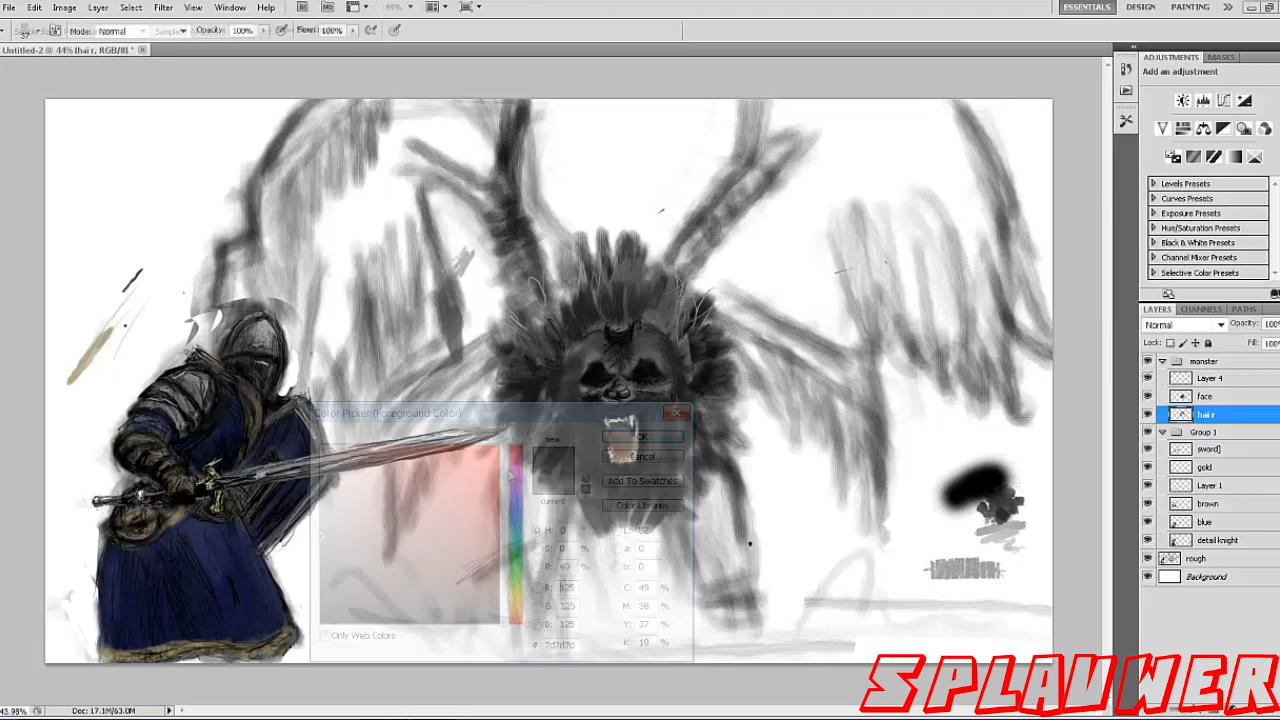 File Edit Image Layer Select Filter View Window Help Br Mb 44% ESSENTIALS DESIGN PAINTING
Mode: Normal Opacity: 100% Flow: 100%
Untitled-2 @ 44% (hair, RGB/8) *
ADJUSTMENTS MASKS
Add an adjustment
Levels Presets
Curves Presets
Exposure Presets
Hue/Saturation Presets
Black & White Presets
Channel Mixer Presets
Selective Color Presets
LAYERS CHANNELS PATHS
Normal Opacity: 100%
Lock: Fill: 100%
monster
Layer 4
face
hair
Group 1
sword]
gold
Layer 1
brown
blue
detail knight
rough
Background
Color Picker (Foreground Color)
new
current
OK
Cancel
Add To Swatches
Color Libraries
H: 0 °
S: 0 %
B: 49 %
R: 125
G: 125
B: 125
# 7d7d7d
L: 52
a: 0
b: 0
C: 49 %
M: 38 %
Y: 37 %
K: 19 %
Only Web Colors
43.98% Doc: 17.1M/63.0M
SPLAUWER